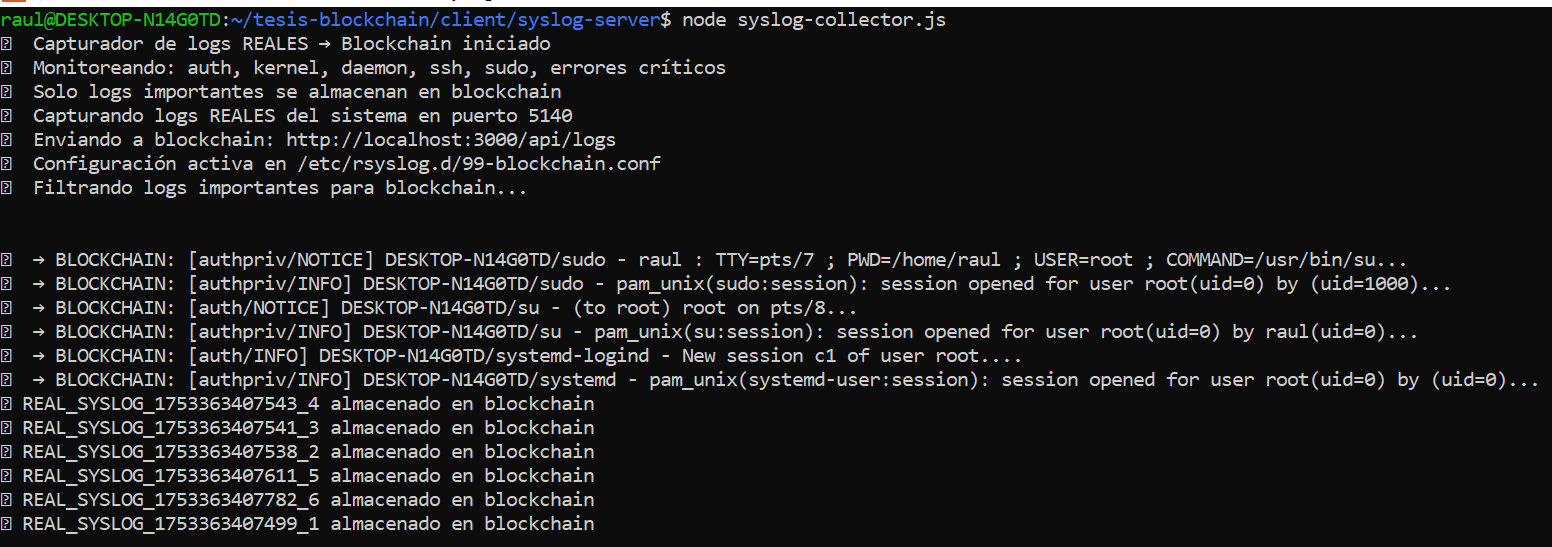 raul@DESKTOP-N14G0TD:~/tesis-blockchain/client/syslog-server$ node syslog-collector.js
Capturador de logs REALES → Blockchain iniciado
Monitoreando: auth, kernel, daemon, ssh, sudo, errores críticos
Solo logs importantes se almacenan en blockchain
Capturando logs REALES del sistema en puerto 5140
Enviando a blockchain: http://localhost:3000/api/logs
Configuración activa en /etc/rsyslog.d/99-blockchain.conf
Filtrando logs importantes para blockchain...
→ BLOCKCHAIN: [authpriv/NOTICE] DESKTOP-N14G0TD/sudo - raul : TTY=pts/7 ; PWD=/home/raul ; USER=root ; COMMAND=/usr/bin/su...
→ BLOCKCHAIN: [authpriv/INFO] DESKTOP-N14G0TD/sudo - pam_unix(sudo:session): session opened for user root(uid=0) by (uid=1000)...
→ BLOCKCHAIN: [auth/NOTICE] DESKTOP-N14G0TD/su - (to root) root on pts/8...
→ BLOCKCHAIN: [authpriv/INFO] DESKTOP-N14G0TD/su - pam_unix(su:session): session opened for user root(uid=0) by raul(uid=0)...
→ BLOCKCHAIN: [auth/INFO] DESKTOP-N14G0TD/systemd-logind - New session c1 of user root....
→ BLOCKCHAIN: [authpriv/INFO] DESKTOP-N14G0TD/systemd - pam_unix(systemd-user:session): session opened for user root(uid=0) by (uid=0)...
REAL_SYSLOG_1753363407543_4 almacenado en blockchain
REAL_SYSLOG_1753363407541_3 almacenado en blockchain
REAL_SYSLOG_1753363407538_2 almacenado en blockchain
REAL_SYSLOG_1753363407611_5 almacenado en blockchain
REAL_SYSLOG_1753363407782_6 almacenado en blockchain
REAL_SYSLOG_1753363407499_1 almacenado en blockchain